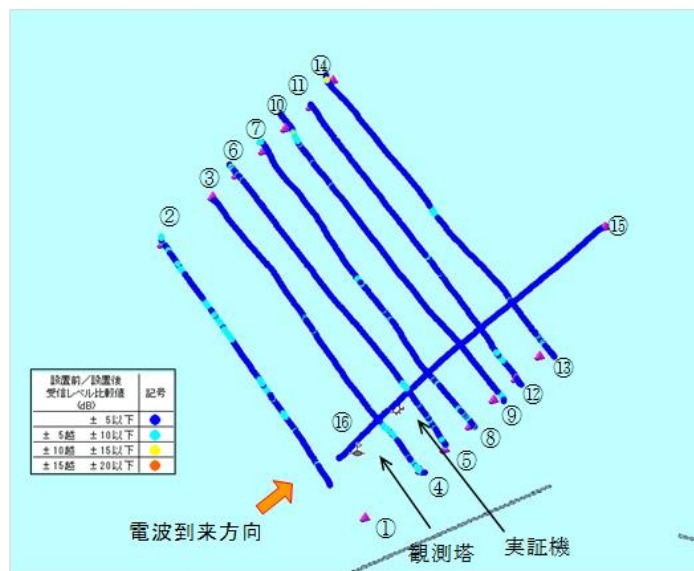 ⑭
⑪
⑩
⑦
⑥
③
②
⑮
設置前/設置後
受信レベル比較値
(dB)
記号
± 5以下
± 5超 ±10以下
±10超 ±15以下
±15超 ±20以下
⑯
⑬
⑫
⑨
⑧
⑤
④
①
電波到来方向
観測塔
実証機